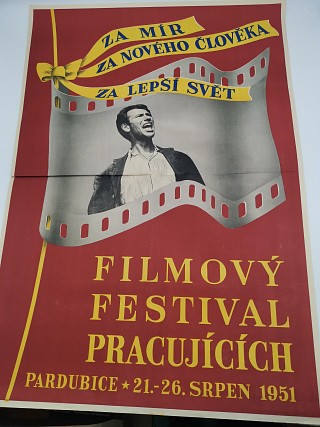 ZA MÍR
ZA NOVÉHO ČLOVĚKA
ZA LEPŠÍ SVĚT
FILMOVÝ
FESTIVAL
PRACUJÍCÍCH
PARDUBICE ★ 21.-26. SRPEN 1951